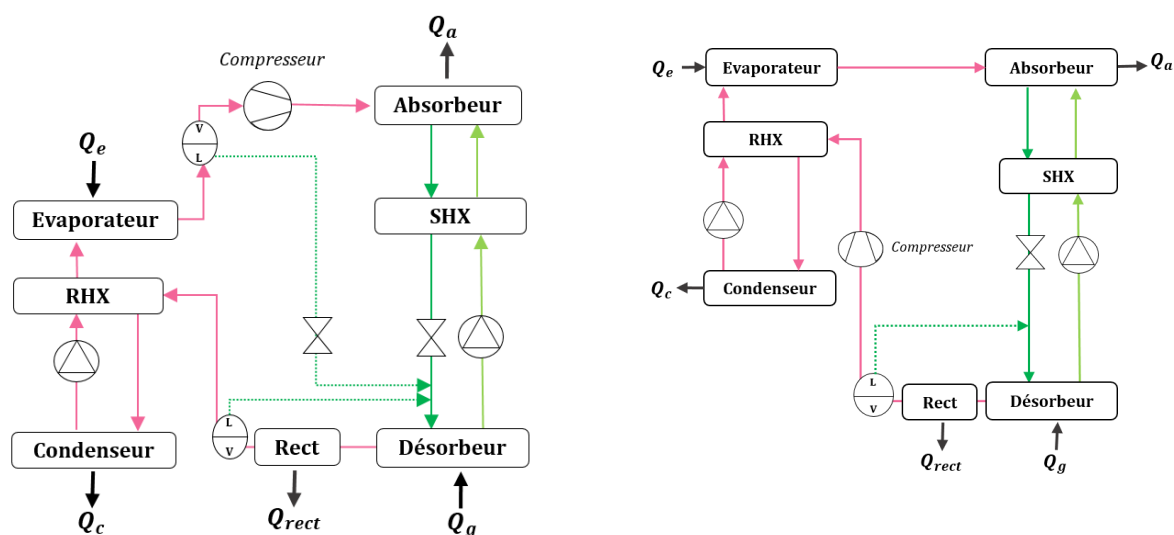 Q_a
Compresseur
Absorbeur
V
L
Q_e
Evaporateur
SHX
RHX
Condenseur
L
V
Rect
Désorbeur
Q_c
Q_rect
Q_g
Q_e
Evaporateur
Absorbeur
Q_a
RHX
SHX
Compresseur
Q_c
Condenseur
L
V
Rect
Désorbeur
Q_rect
Q_g